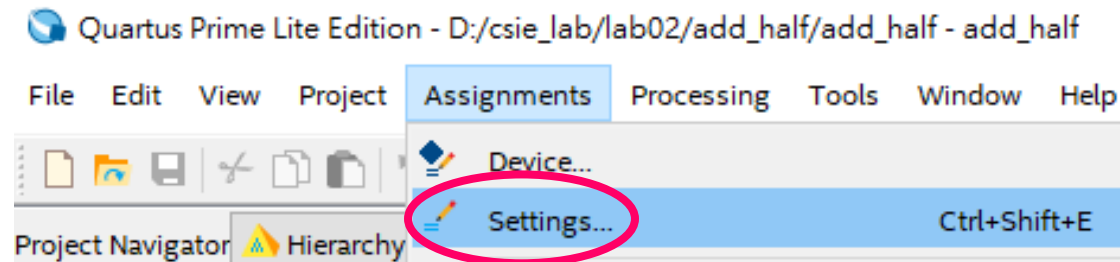 Quartus Prime Lite Edition - D:/csie_lab/lab02/add_half/add_half - add_half
File Edit View Project Assignments Processing Tools Window Help
Device...
Settings... Ctrl+Shift+E
Project Navigator Hierarchy